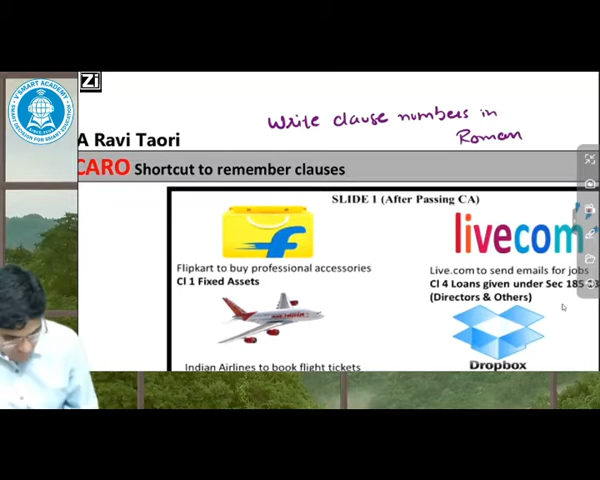 Zi
V'SMART ACADEMY
Write clause numbers in
Roman
A Ravi Taori
CARO Shortcut to remember clauses
SLIDE 1 (After Passing CA)
livecom
Flipkart to buy professional accessories
Cl 1 Fixed Assets
Live.com to send emails for jobs
Cl 4 Loans given under Sec 185
(Directors & Others)
Dropbox
Indian Airlines to book flight tickets